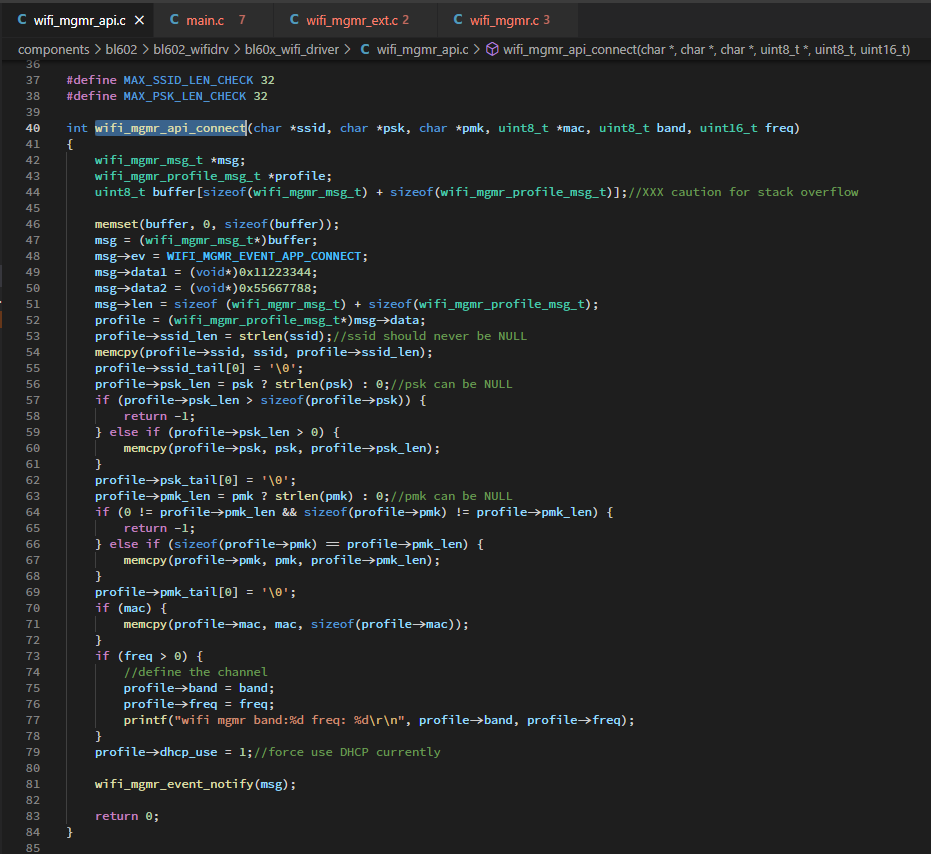 C wifi_mgmr_api.c × C main.c 7 C wifi_mgmr_ext.c 2 C wifi_mgmr.c 3
components > bl602 > bl602_wifidrv > bl60x_wifi_driver > C wifi_mgmr_api.c > wifi_mgmr_api_connect(char *, char *, char *, uint8_t *, uint8_t, uint16_t)
36
37 #define MAX_SSID_LEN_CHECK 32
38 #define MAX_PSK_LEN_CHECK 32
39
40 int wifi_mgmr_api_connect(char *ssid, char *psk, char *pmk, uint8_t *mac, uint8_t band, uint16_t freq)
41 {
42 wifi_mgmr_msg_t *msg;
43 wifi_mgmr_profile_msg_t *profile;
44 uint8_t buffer[sizeof(wifi_mgmr_msg_t) + sizeof(wifi_mgmr_profile_msg_t)];//XXX caution for stack overflow
45
46 memset(buffer, 0, sizeof(buffer));
47 msg = (wifi_mgmr_msg_t*)buffer;
48 msg->ev = WIFI_MGMR_EVENT_APP_CONNECT;
49 msg->data1 = (void*)0x11223344;
50 msg->data2 = (void*)0x55667788;
51 msg->len = sizeof (wifi_mgmr_msg_t) + sizeof(wifi_mgmr_profile_msg_t);
52 profile = (wifi_mgmr_profile_msg_t*)msg->data;
53 profile->ssid_len = strlen(ssid);//ssid should never be NULL
54 memcpy(profile->ssid, ssid, profile->ssid_len);
55 profile->ssid_tail[0] = '\0';
56 profile->psk_len = psk ? strlen(psk) : 0;//psk can be NULL
57 if (profile->psk_len > sizeof(profile->psk)) {
58 return -1;
59 } else if (profile->psk_len > 0) {
60 memcpy(profile->psk, psk, profile->psk_len);
61 }
62 profile->psk_tail[0] = '\0';
63 profile->pmk_len = pmk ? strlen(pmk) : 0;//pmk can be NULL
64 if (0 != profile->pmk_len && sizeof(profile->pmk) != profile->pmk_len) {
65 return -1;
66 } else if (sizeof(profile->pmk) == profile->pmk_len) {
67 memcpy(profile->pmk, pmk, profile->pmk_len);
68 }
69 profile->pmk_tail[0] = '\0';
70 if (mac) {
71 memcpy(profile->mac, mac, sizeof(profile->mac));
72 }
73 if (freq > 0) {
74 //define the channel
75 profile->band = band;
76 profile->freq = freq;
77 printf("wifi mgmr band:%d freq: %d\r\n", profile->band, profile->freq);
78 }
79 profile->dhcp_use = 1;//force use DHCP currently
80
81 wifi_mgmr_event_notify(msg);
82
83 return 0;
84 }
85